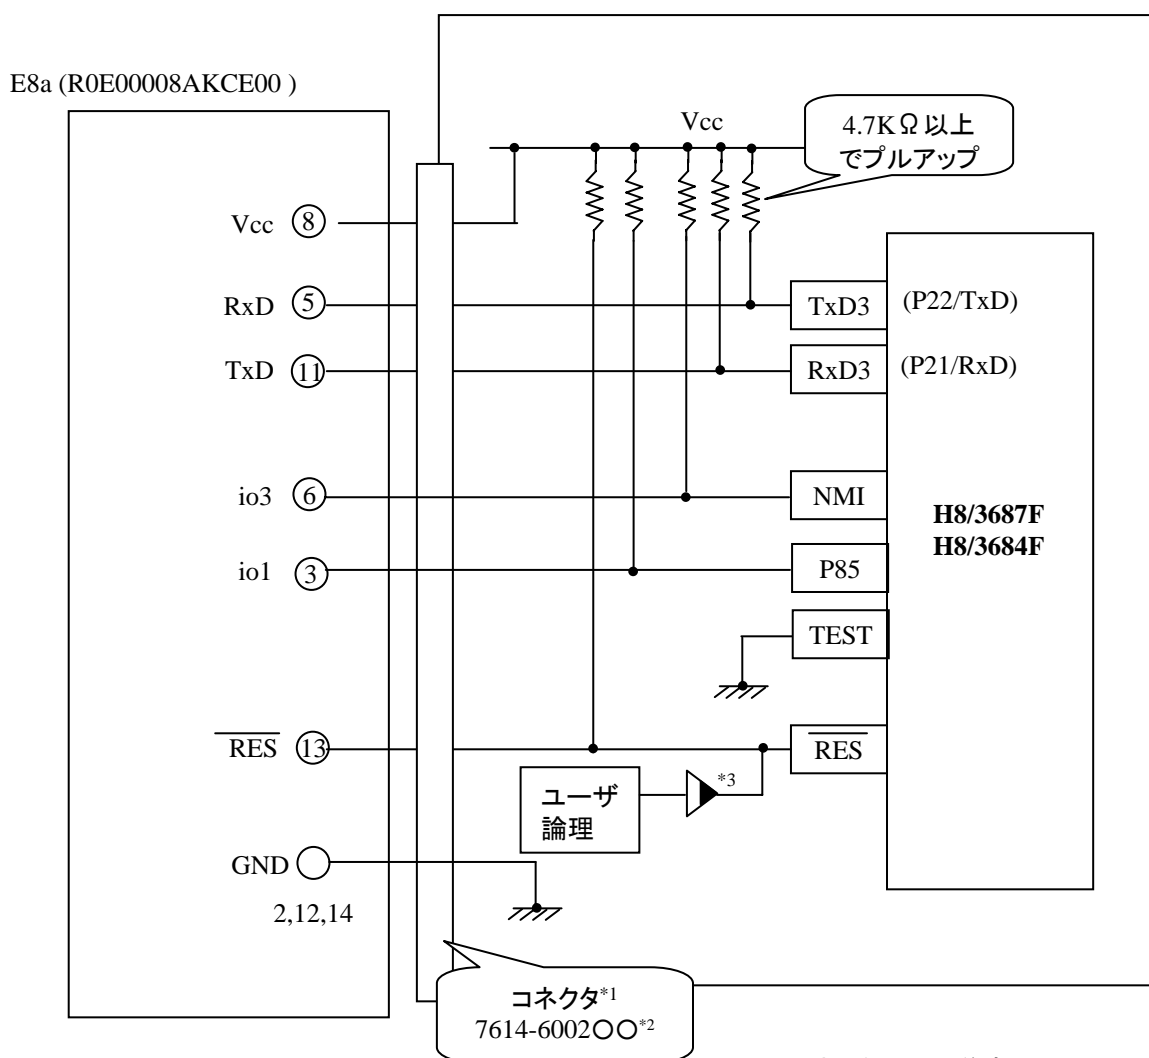 E8a (R0E00008AKCE00 )
Vcc
4.7KΩ以上
でプルアップ
Vcc 8
RxD 5
TxD3
(P22/TxD)
TxD 11
RxD3
(P21/RxD)
io3 6
NMI
H8/3687F
H8/3684F
io1 3
P85
TEST
RES 13
RES
*3
ユーザ
論理
GND
2,12,14
コネクタ*1
7614-6002〇〇*2